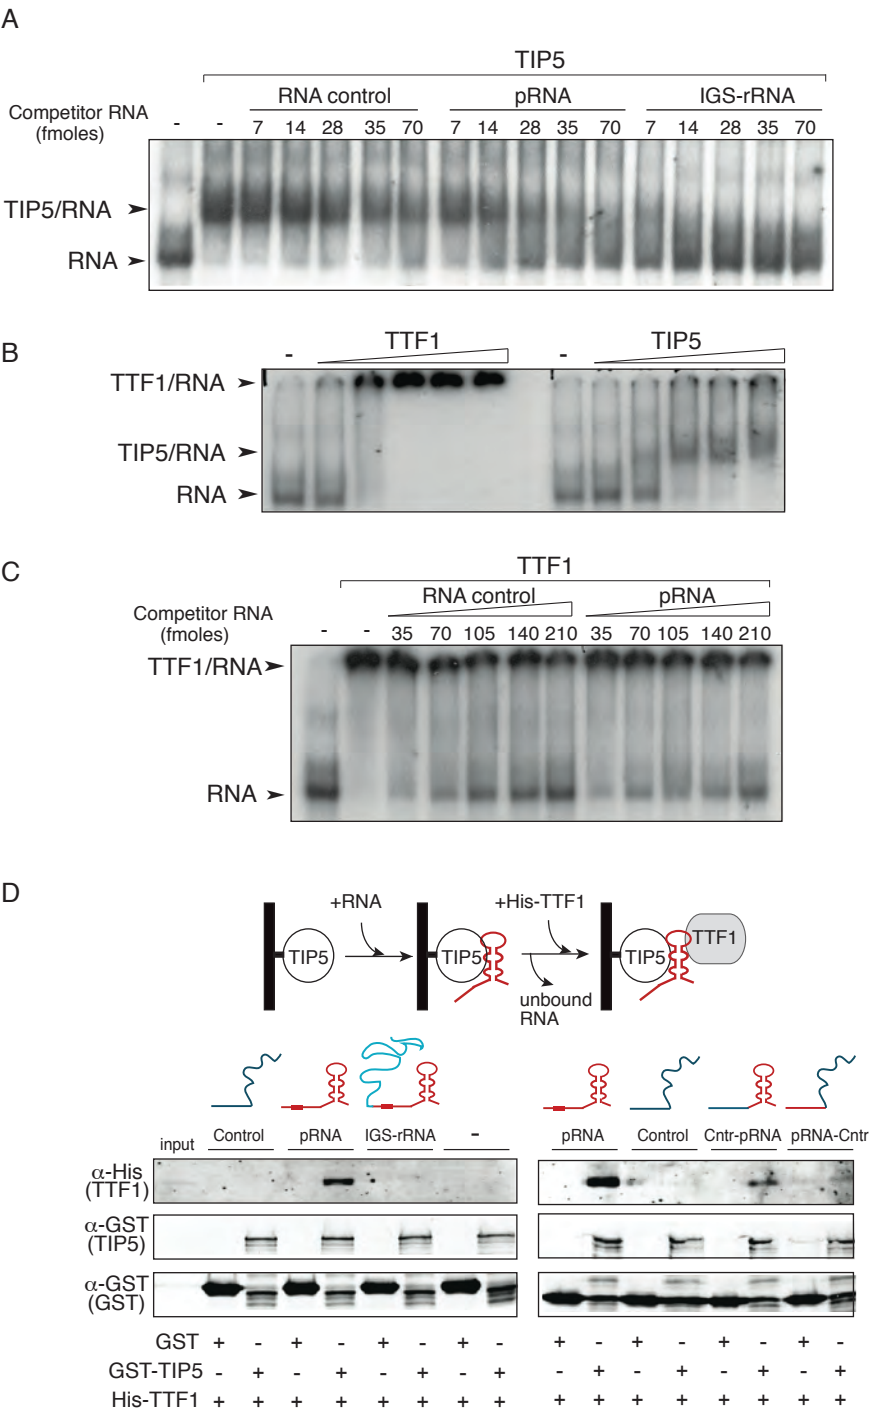 A
TIP5
RNA control pRNA IGS-rRNA
Competitor RNA (fmoles) - - 7 14 28 35 70 7 14 28 35 70 7 14 28 35 70
TIP5/RNA
RNA
B
- TTF1 - TIP5
TTF1/RNA
TIP5/RNA
RNA
C
TTF1
RNA control pRNA
Competitor RNA
(fmoles) - - 35 70 105 140 210 35 70 105 140 210
TTF1/RNA
RNA
D
+RNA +His-TTF1
TIP5 TIP5 TIP5 TTF1
unbound
RNA
input Control pRNA IGS-rRNA - pRNA Control Cntr-pRNA pRNA-Cntr
α-His
(TTF1)
α-GST
(TIP5)
α-GST
(GST)
GST + - + - + - + - + - + - + - + -
GST-TIP5 - + - + - + - + - + - + - + - +
His-TTF1 + + + + + + + + + + + + + + + +